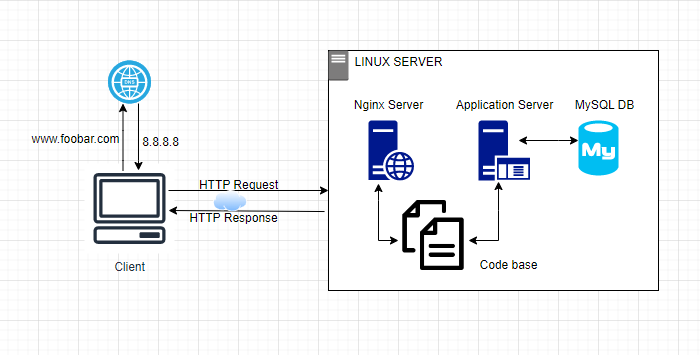 LINUX SERVER
DNS
Nginx Server
Application Server
MySQL DB
www.foobar.com
8.8.8.8
My
HTTP Request
HTTP Response
Client
Code base